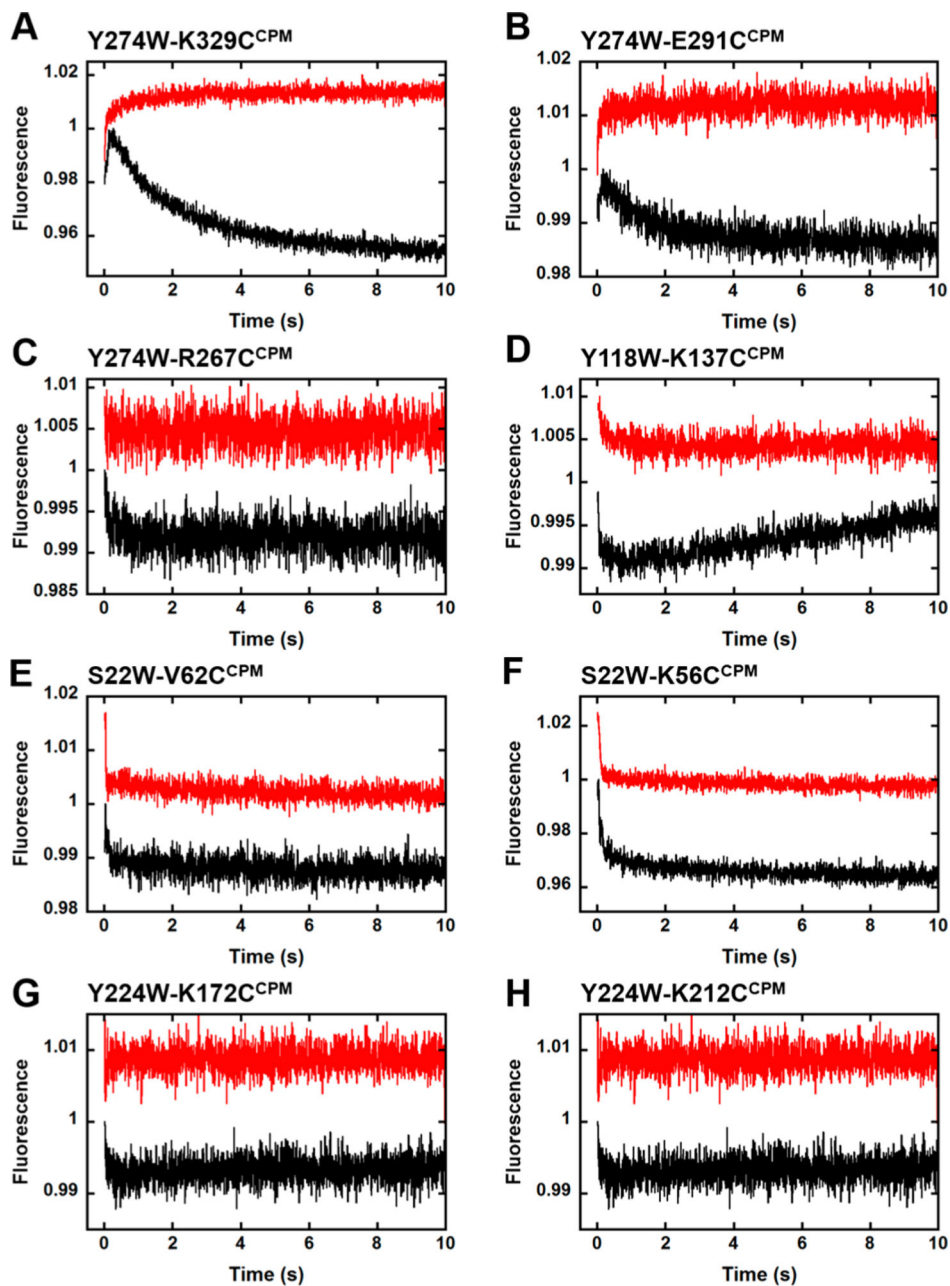 A Y274W-K329C^CPM
1.02
1
0.98
0.96
Fluorescence
0 2 4 6 8 10
Time (s)
B Y274W-E291C^CPM
1.02
1.01
1
0.99
0.98
Fluorescence
0 2 4 6 8 10
Time (s)
C Y274W-R267C^CPM
1.01
1.005
1
0.995
0.99
0.985
Fluorescence
0 2 4 6 8 10
Time (s)
D Y118W-K137C^CPM
1.01
1.005
1
0.995
0.99
Fluorescence
0 2 4 6 8 10
Time (s)
E S22W-V62C^CPM
1.02
1.01
1
0.99
0.98
Fluorescence
0 2 4 6 8 10
Time (s)
F S22W-K56C^CPM
1.02
1
0.98
0.96
Fluorescence
0 2 4 6 8 10
Time (s)
G Y224W-K172C^CPM
1.01
1
0.99
Fluorescence
0 2 4 6 8 10
Time (s)
H Y224W-K212C^CPM
1.01
1
0.99
Fluorescence
0 2 4 6 8 10
Time (s)